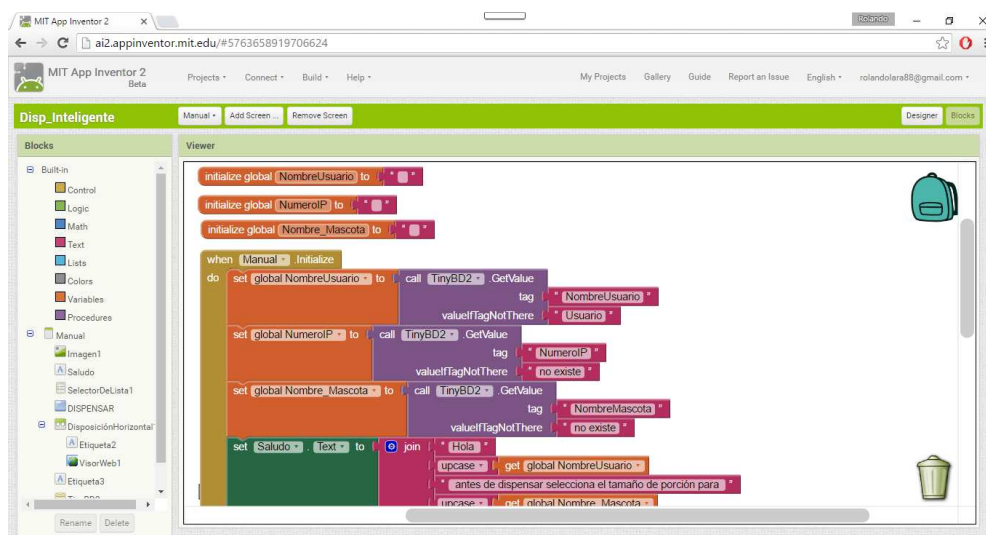 MIT App Inventor 2
Rolando
ai2.appinventor.mit.edu/#5763658919706624
MIT App Inventor 2
Beta
Projects Connect Build Help My Projects Gallery Guide Report an Issue English rolandolara88@gmail.com
Disp_Inteligente Manual Add Screen ... Remove Screen Designer Blocks
Blocks Viewer
Built-in
Control
Logic
Math
Text
Lists
Colors
Variables
Procedures
Manual
Imagen1
Saludo
SelectorDeLista1
DISPENSAR
DisposiciónHorizontal
Etiqueta2
VisorWeb1
Etiqueta3
Rename Delete
initialize global NombreUsuario to " "
initialize global NumeroIP to " "
initialize global Nombre_Mascota to " "
when Manual .Initialize
do set global NombreUsuario to call TinyBD2 .GetValue
tag " NombreUsuario "
valueIfTagNotThere " Usuario "
set global NumeroIP to call TinyBD2 .GetValue
tag " NumeroIP "
valueIfTagNotThere " no existe "
set global Nombre_Mascota to call TinyBD2 .GetValue
tag " NombreMascota "
valueIfTagNotThere " no existe "
set Saludo . Text to join " Hola "
upcase get global NombreUsuario
" antes de dispensar selecciona el tamaño de porción para "
upcase get global Nombre_Mascota